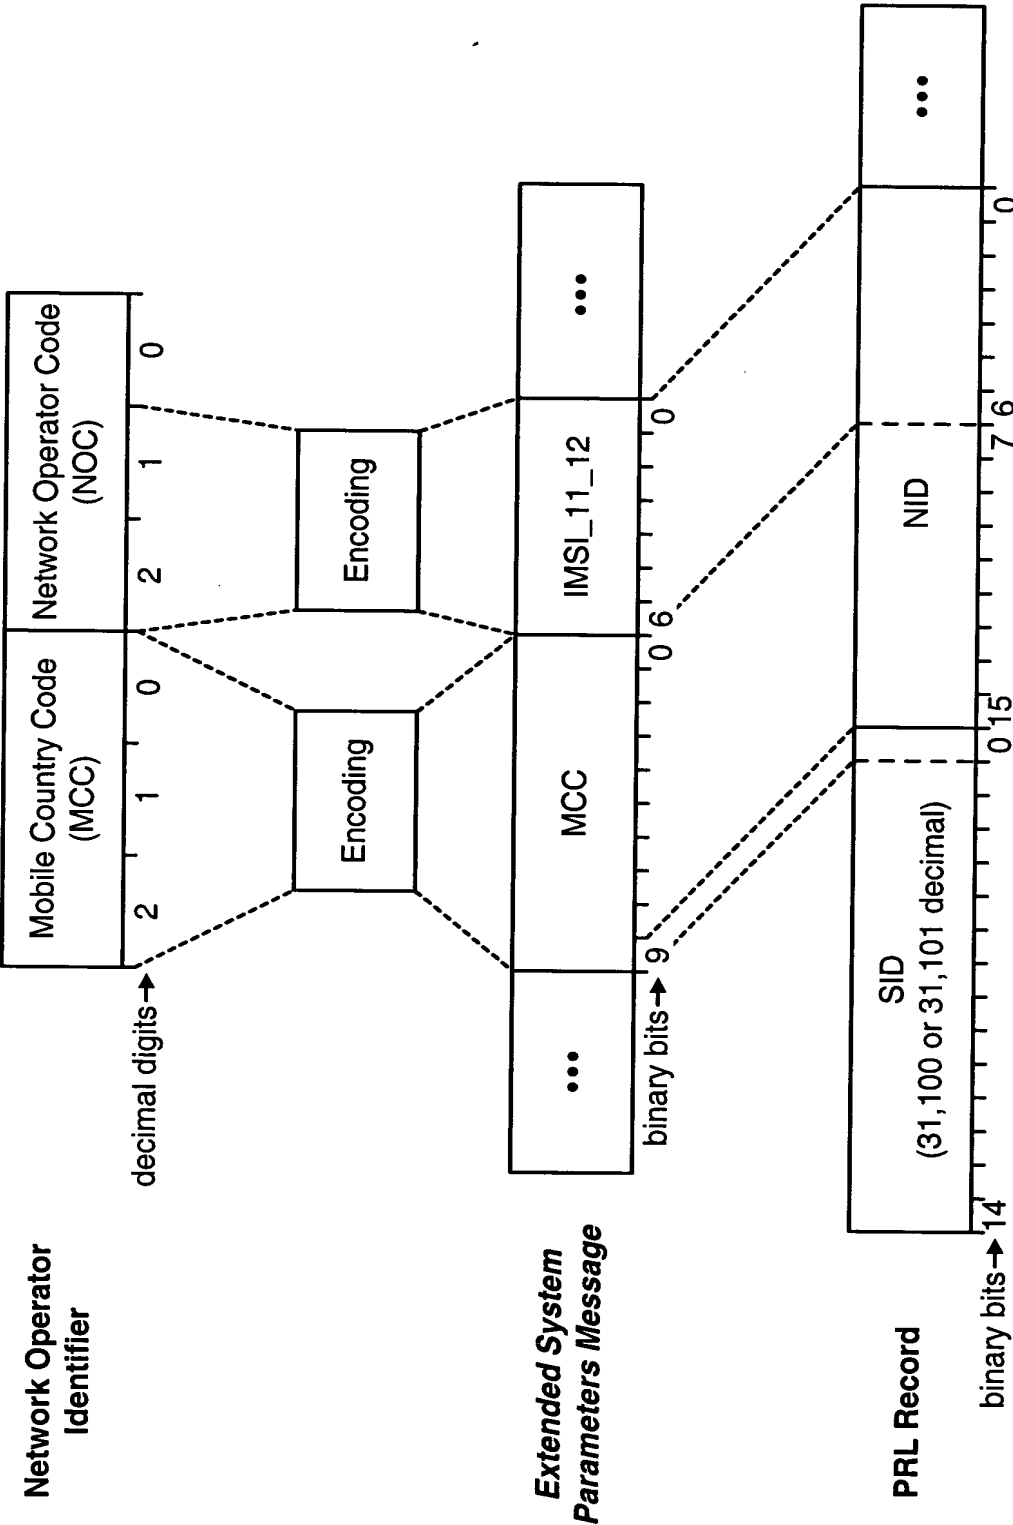 Network Operator
Identifier
Mobile Country Code
(MCC)
Network Operator Code
(NOC)
decimal digits→
2 1 0 2 1 0
Encoding
Encoding
Extended System
Parameters Message
•••
MCC
IMSI_11_12
•••
binary bits→
9 0 6 0
PRL Record
SID
(31,100 or 31,101 decimal)
NID
•••
binary bits→
14 0 15 7 6 0